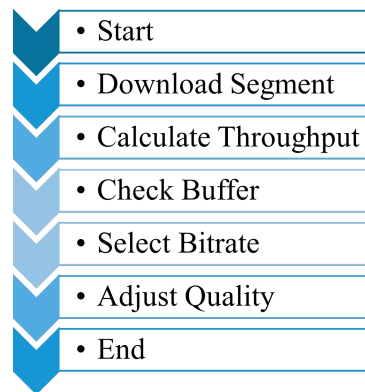 • Start
• Download Segment
• Calculate Throughput
• Check Buffer
• Select Bitrate
• Adjust Quality
• End